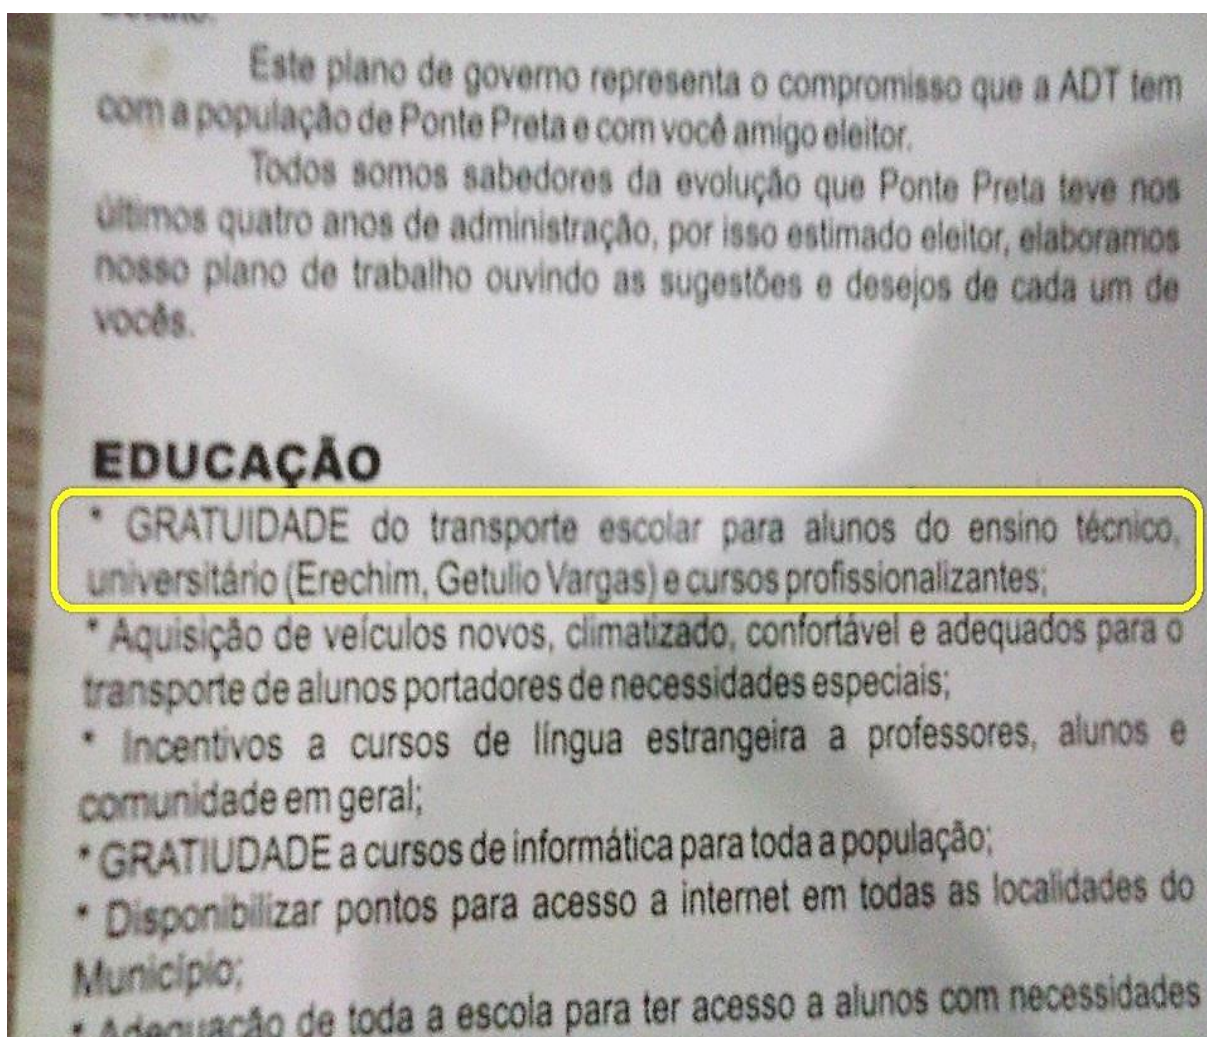 Este plano de governo representa o compromisso que a ADT tem
com a população de Ponte Preta e com você amigo eleitor.
Todos somos sabedores da evolução que Ponte Preta teve nos
últimos quatro anos de administração, por isso estimado eleitor, elaboramos
nosso plano de trabalho ouvindo as sugestões e desejos de cada um de
vocês.
EDUCAÇÃO
* GRATUIDADE do transporte escolar para alunos do ensino técnico,
universitário (Erechim, Getulio Vargas) e cursos profissionalizantes;
* Aquisição de veículos novos, climatizado, confortável e adequados para o
transporte de alunos portadores de necessidades especiais;
* Incentivos a cursos de língua estrangeira a professores, alunos e
comunidade em geral;
* GRATIUDADE a cursos de informática para toda a população;
* Disponibilizar pontos para acesso a internet em todas as localidades do
Município;
* Adequação de toda a escola para ter acesso a alunos com necessidades